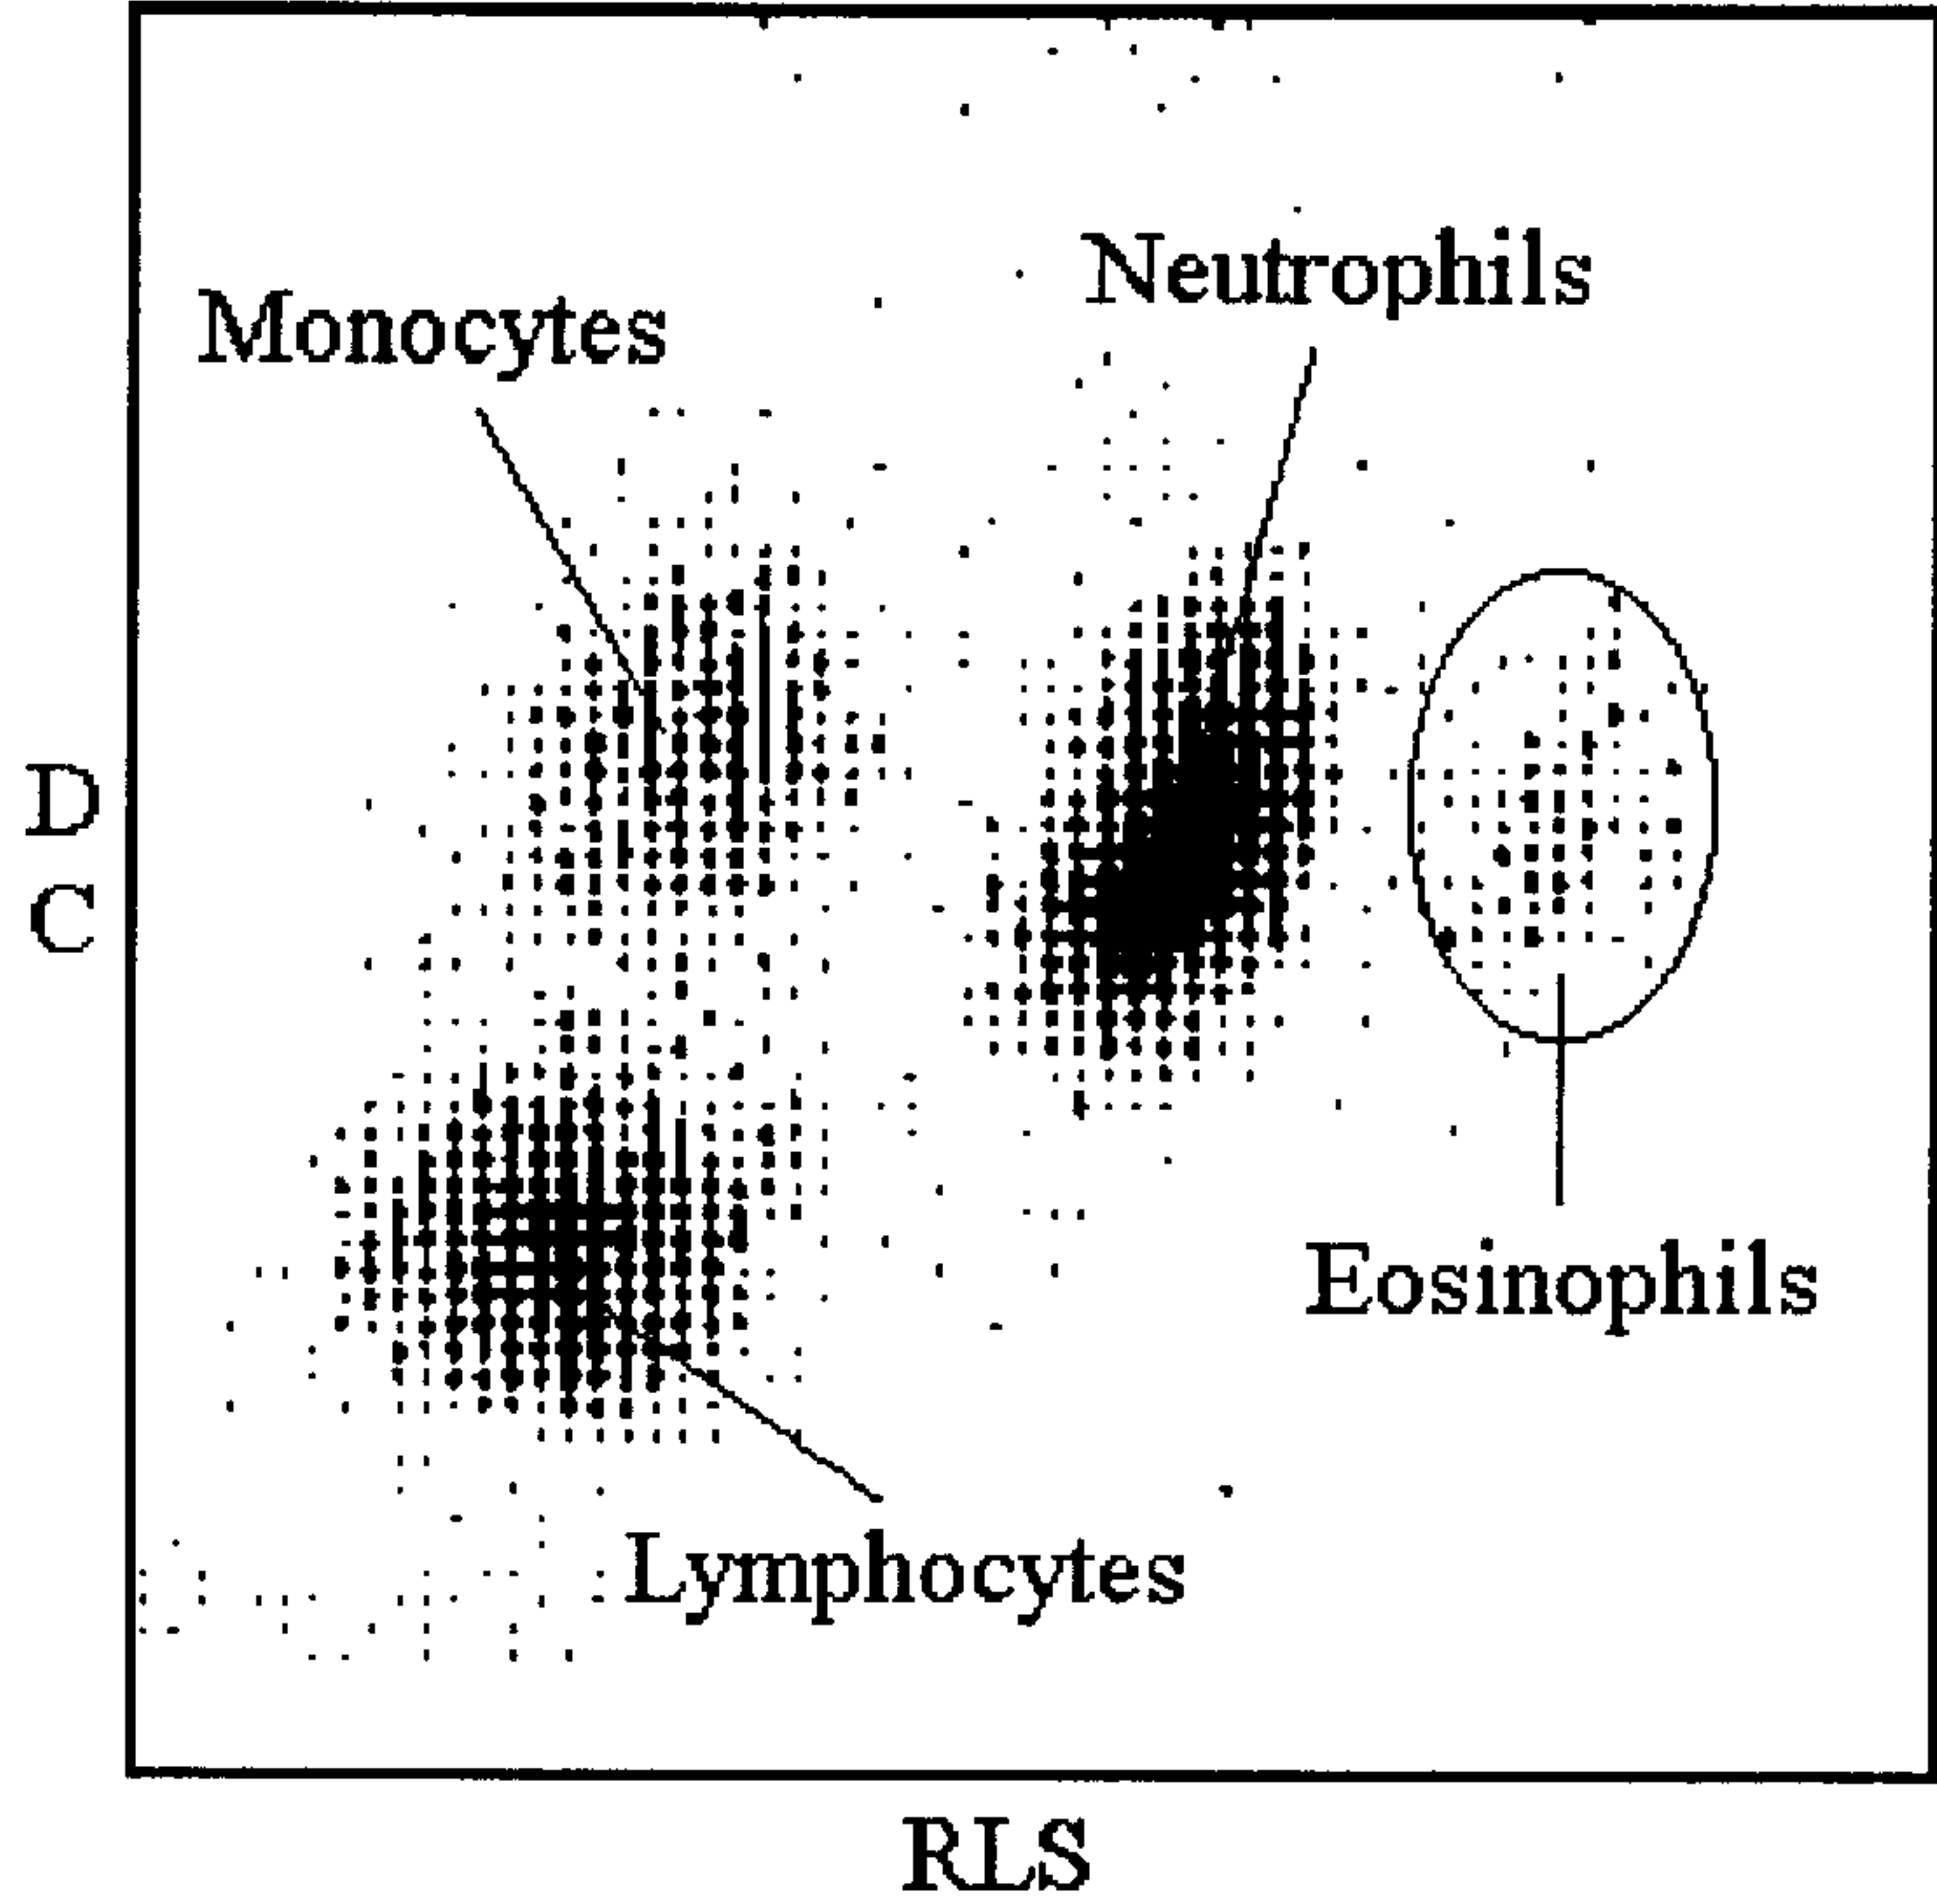 Neutrophils
Monocytes
D
C
Eosinophils
Lymphocytes
RLS